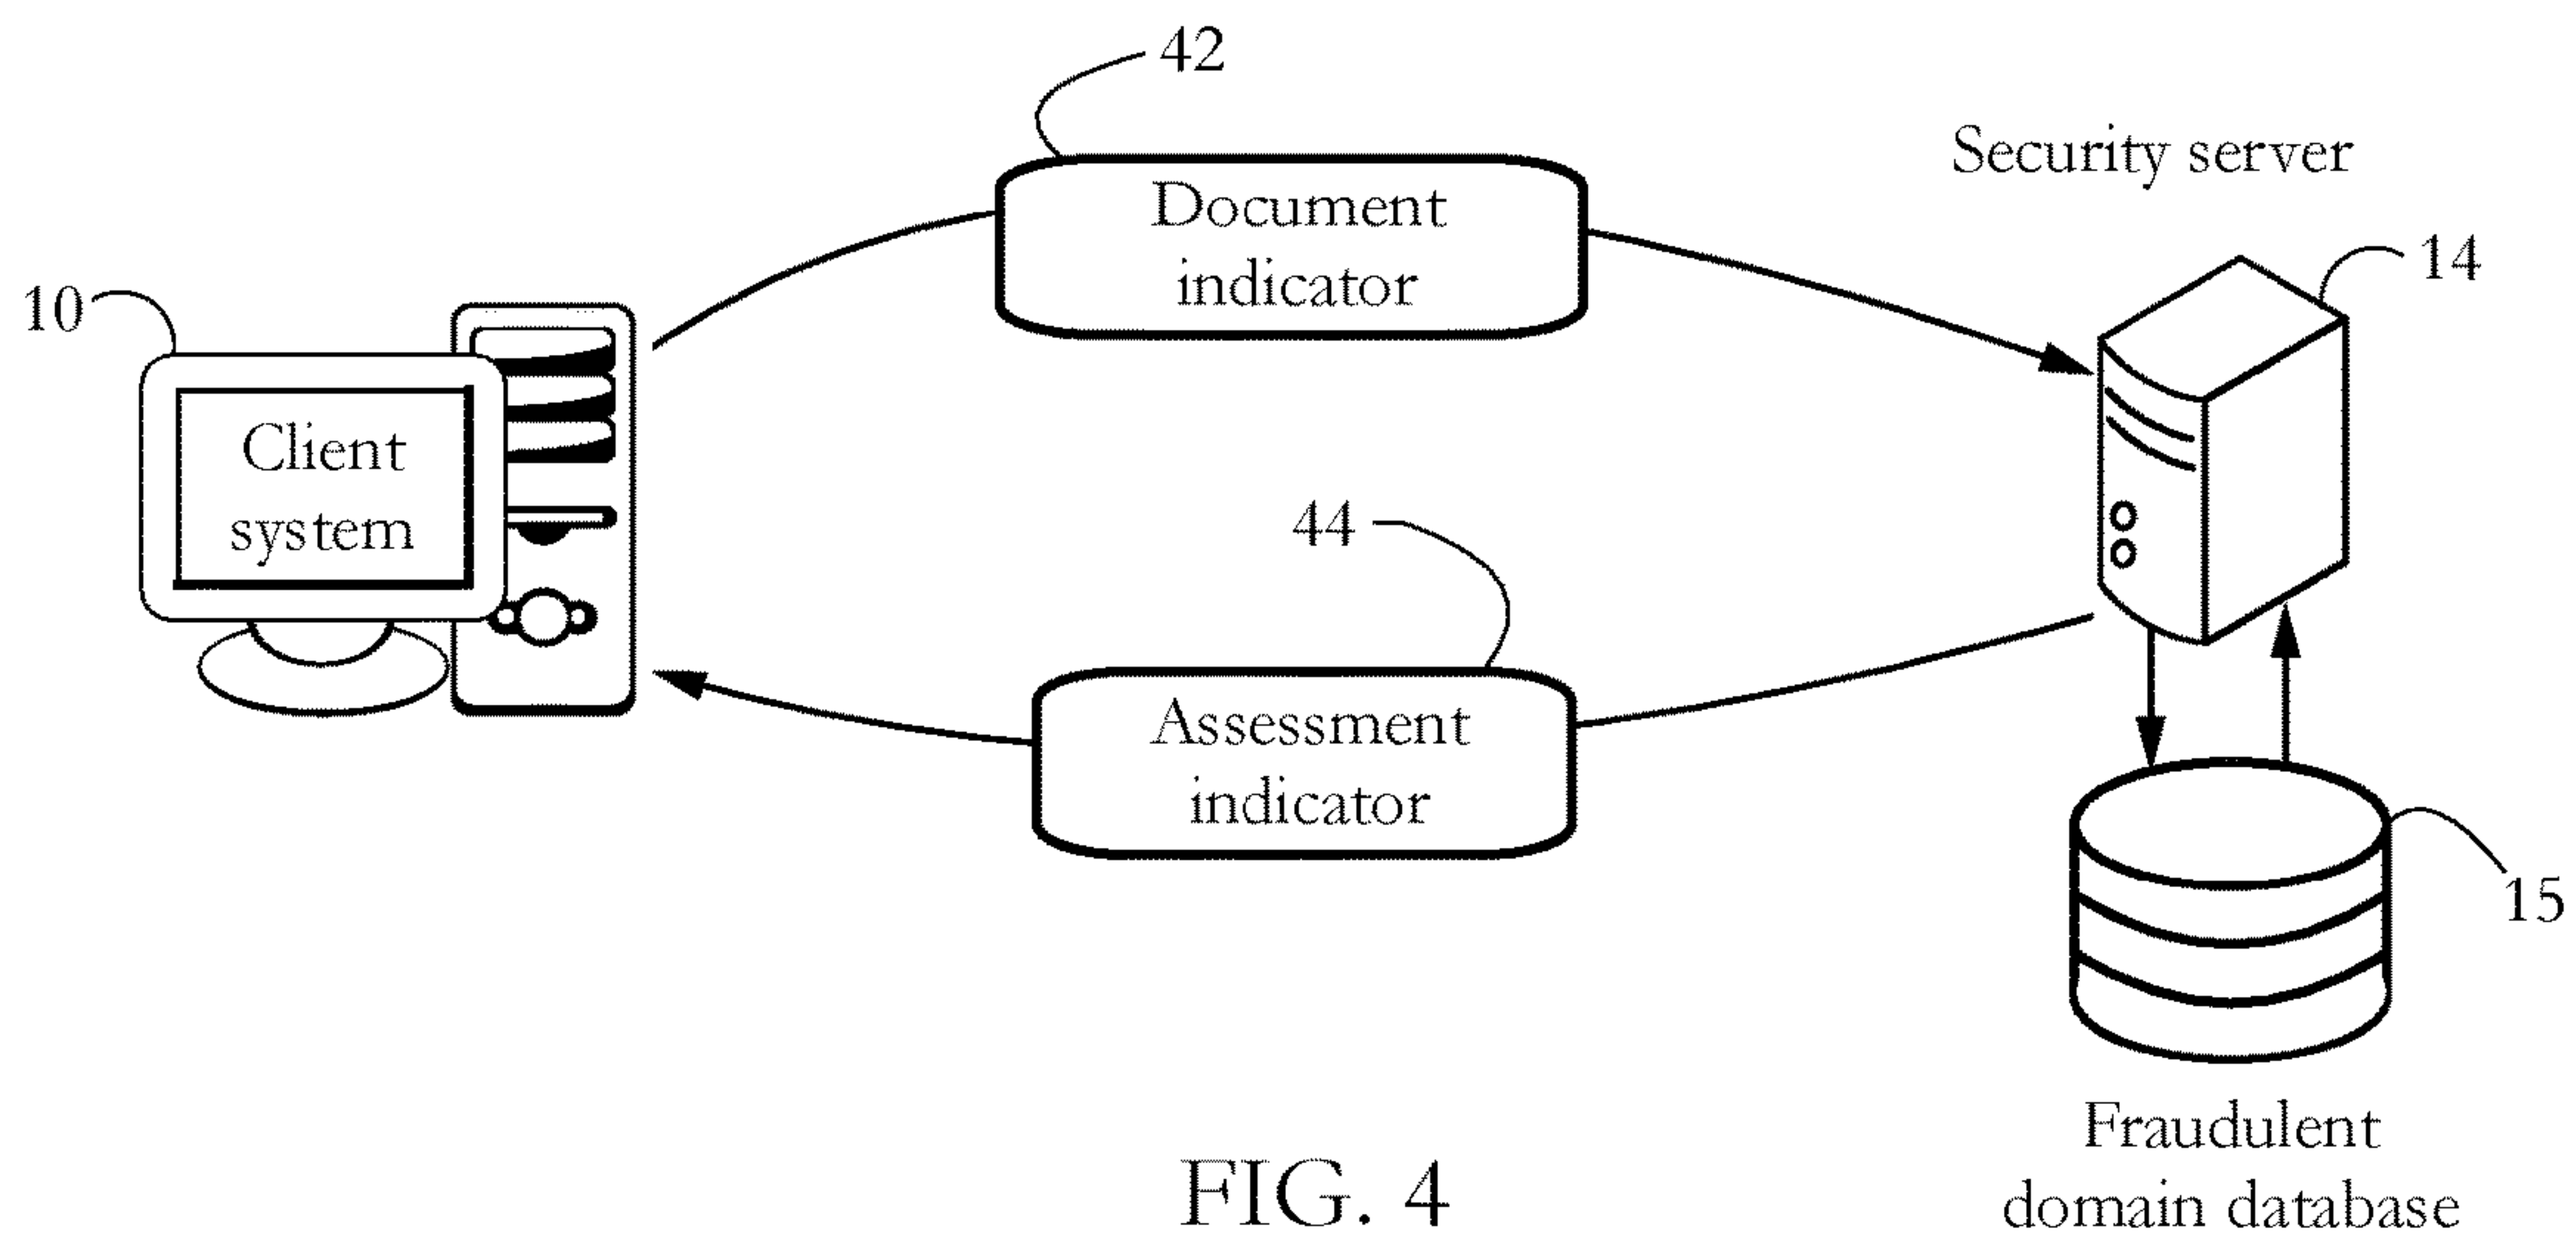 42
Document
indicator
Security server
14
10
Client
system
44
Assessment
indicator
15
Fraudulent
domain database
FIG. 4